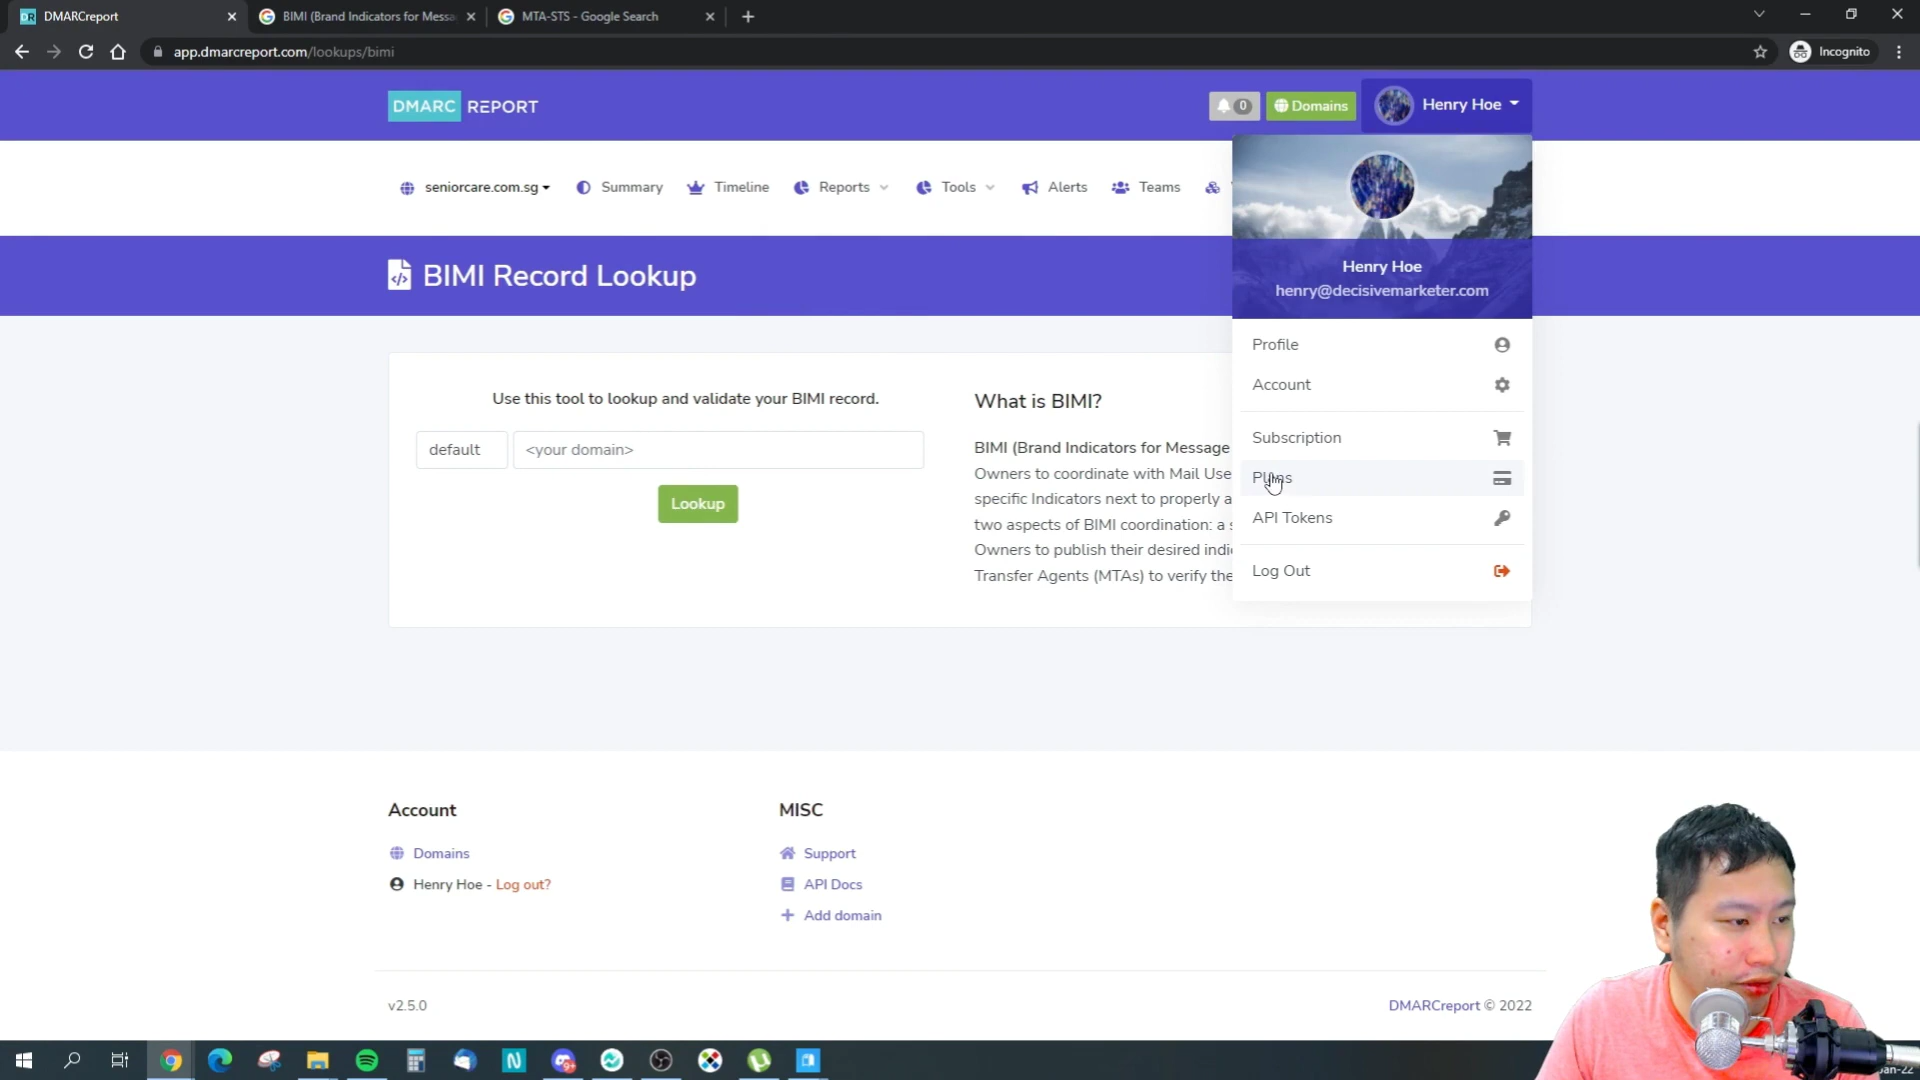 DR DMARCreport
BIMI (Brand Indicators for Messa
MTA-STS - Google Search
app.dmarcreport.com/lookups/bimi
Incognito
DMARC REPORT
0
Domains
Henry Hoe
seniorcare.com.sg
Summary
Timeline
Reports
Tools
Alerts
Teams
Henry Hoe
henry@decisivemarketer.com
BIMI Record Lookup
Profile
Account
Subscription
Plans
API Tokens
Log Out
Use this tool to lookup and validate your BIMI record.
default
<your domain>
Lookup
What is BIMI?
BIMI (Brand Indicators for Message
Owners to coordinate with Mail Use
specific Indicators next to properly a
two aspects of BIMI coordination: a s
Owners to publish their desired indi
Transfer Agents (MTAs) to verify the
Account
Domains
Henry Hoe - Log out?
MISC
Support
API Docs
Add domain
v2.5.0
DMARCreport © 2022